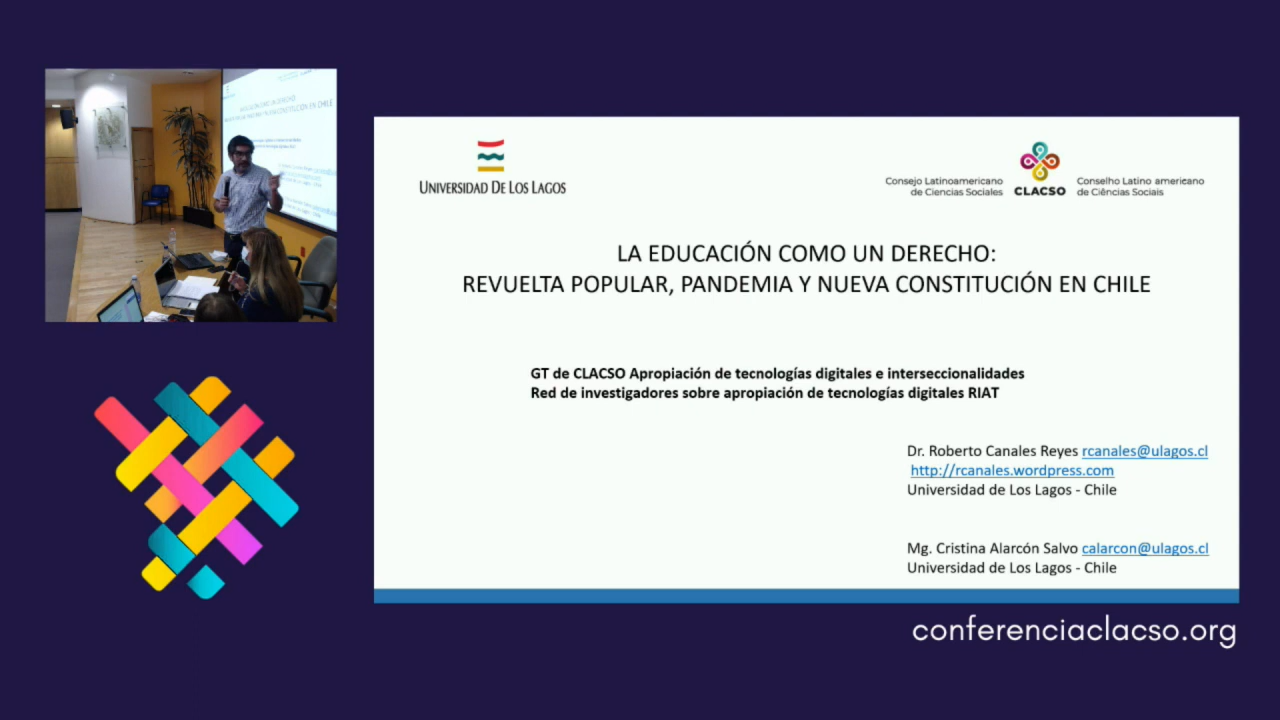 UNIVERSIDAD DE LOS LAGOS
Consejo Latinoamericano
de Ciencias Sociales
CLACSO
Conselho Latino americano
de Ciências Sociais
LA EDUCACIÓN COMO UN DERECHO:
REVUELTA POPULAR, PANDEMIA Y NUEVA CONSTITUCIÓN EN CHILE
GT de CLACSO Apropiación de tecnologías digitales e interseccionalidades
Red de investigadores sobre apropiación de tecnologías digitales RIAT
Dr. Roberto Canales Reyes rcanales@ulagos.cl
http://rcanales.wordpress.com
Universidad de Los Lagos - Chile
Mg. Cristina Alarcón Salvo calarcon@ulagos.cl
Universidad de Los Lagos - Chile
conferenciaclacso.org